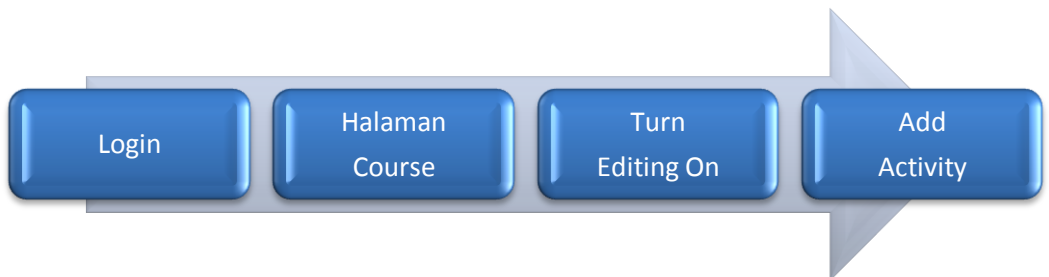 Login
Halaman
Course
Turn
Editing On
Add
Activity